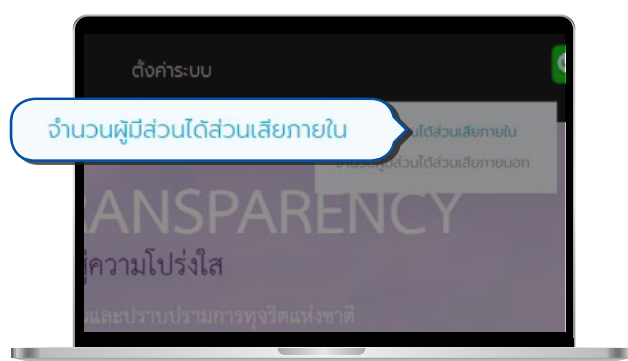 ตั้งค่าระบบ
จำนวนผู้มีส่วนได้ส่วนเสียภายใน
ได้ส่วนเสียภายใน
จำนวนผู้มีส่วนได้ส่วนเสียภายนอก
RANSPARENCY
สู่ความโปร่งใส
และปราบปรามการทุจริตแห่งชาติ